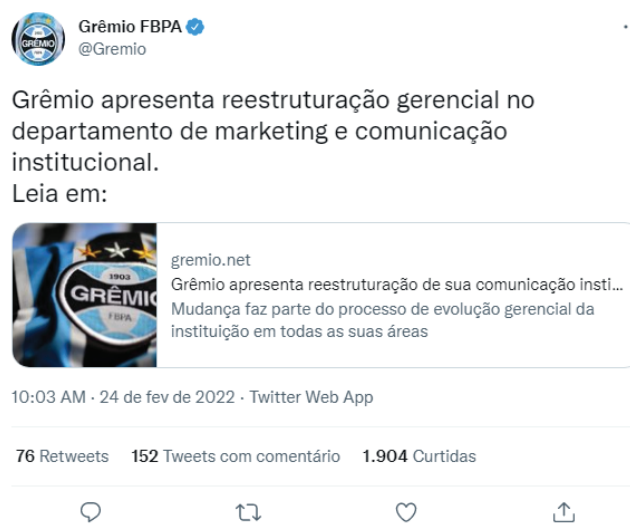 Grêmio FBPA
@Gremio
Grêmio apresenta reestruturação gerencial no
departamento de marketing e comunicação
institucional.
Leia em:
gremio.net
Grêmio apresenta reestruturação de sua comunicação insti...
Mudança faz parte do processo de evolução gerencial da
instituição em todas as suas áreas
1903
GRÊMIO
FBPA
10:03 AM · 24 de fev de 2022 · Twitter Web App
76 Retweets 152 Tweets com comentário 1.904 Curtidas